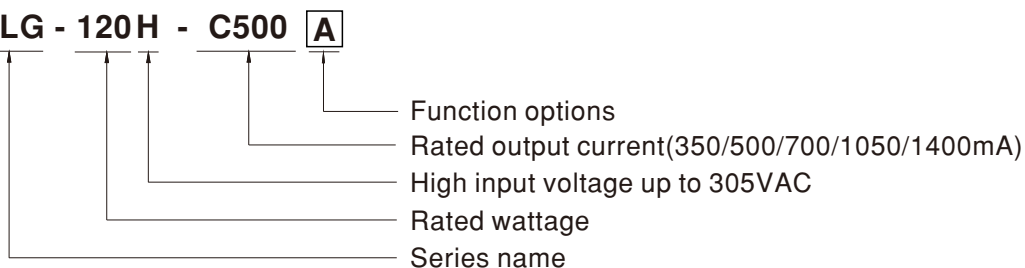 LG - 120 H - C500 A
Function options
Rated output current(350/500/700/1050/1400mA)
High input voltage up to 305VAC
Rated wattage
Series name